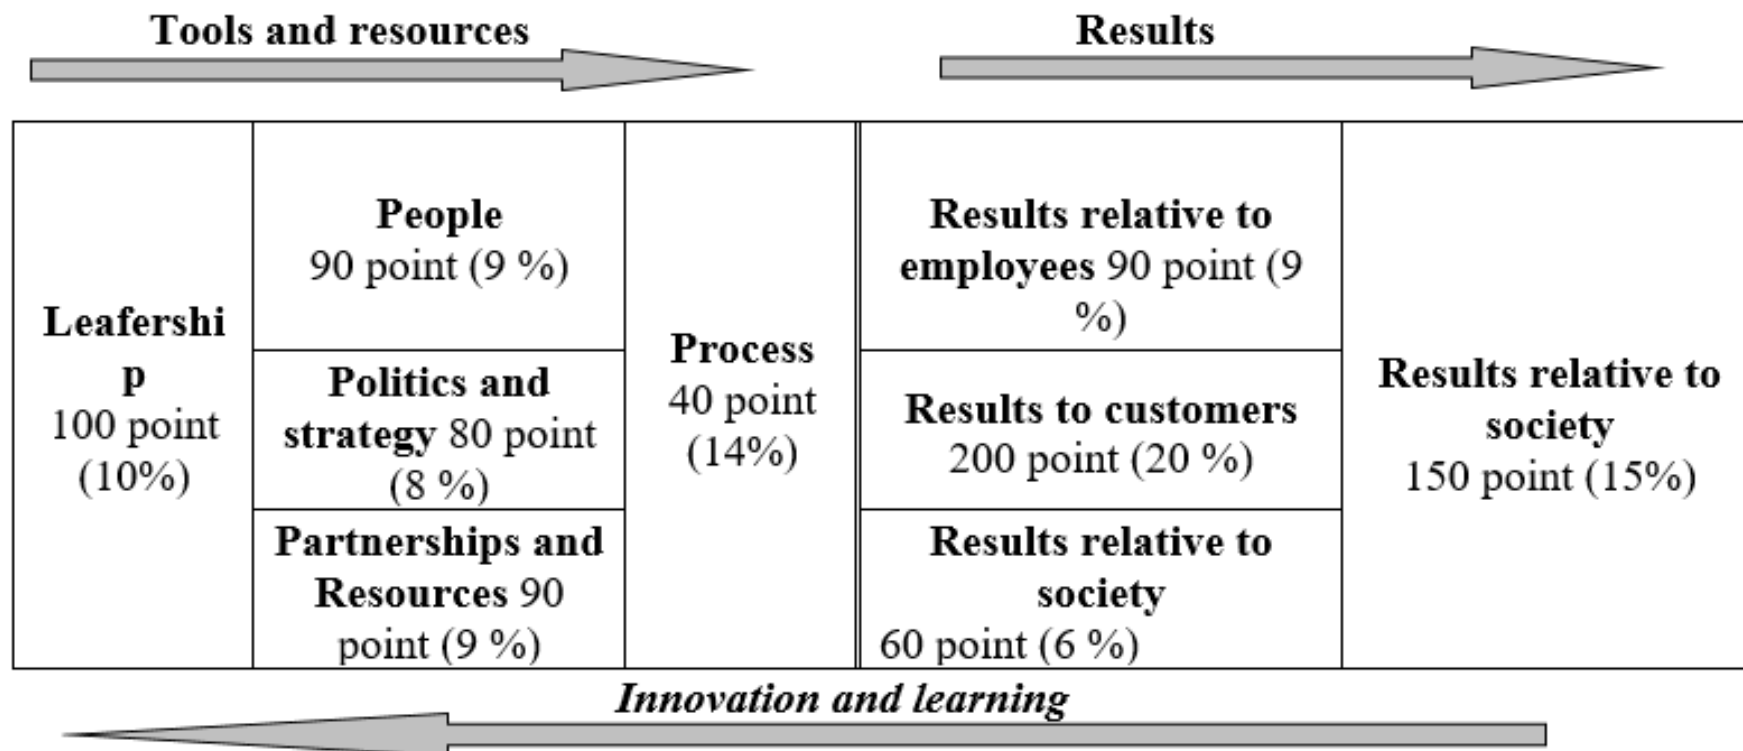 Tools and resources
Results
Leafershi
p
100 point
(10%)
People
90 point (9 %)
Politics and
strategy 80 point
(8 %)
Partnerships and
Resources 90
point (9 %)
Process
40 point
(14%)
Results relative to
employees 90 point (9
%)
Results to customers
200 point (20 %)
Results relative to
society
60 point (6 %)
Results relative to
society
150 point (15%)
Innovation and learning